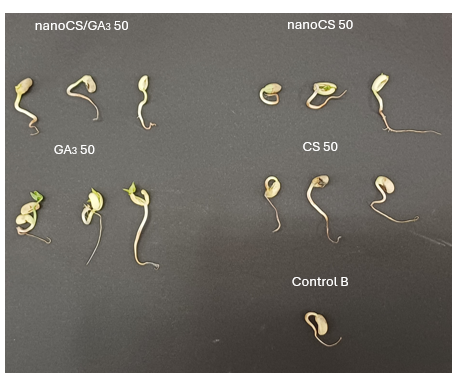 nanoCS/GA3 50
nanoCS 50
GA3 50
CS 50
Control B